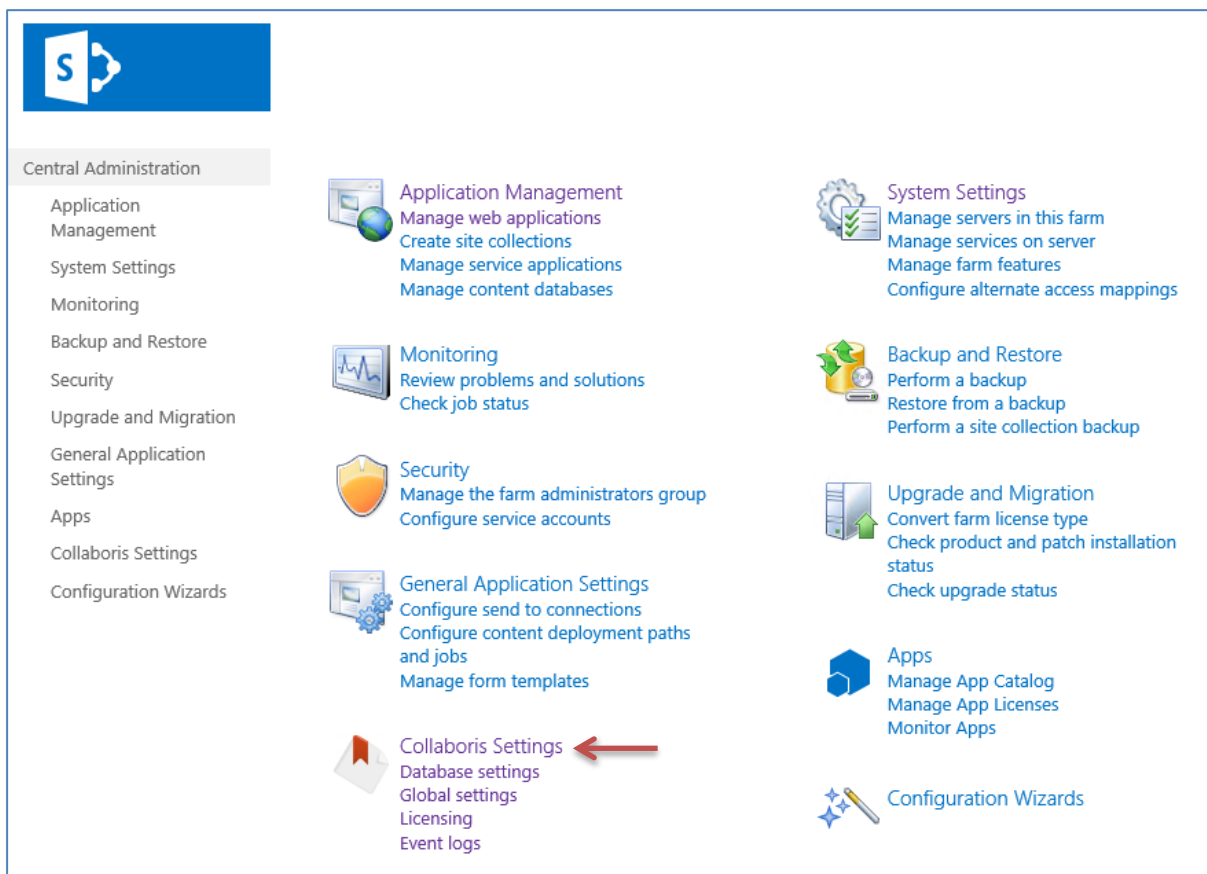 S
Central Administration
Application
Management
System Settings
Monitoring
Backup and Restore
Security
Upgrade and Migration
General Application
Settings
Apps
Collaboris Settings
Configuration Wizards
Application Management
Manage web applications
Create site collections
Manage service applications
Manage content databases
Monitoring
Review problems and solutions
Check job status
Security
Manage the farm administrators group
Configure service accounts
General Application Settings
Configure send to connections
Configure content deployment paths
and jobs
Manage form templates
Collaboris Settings
Database settings
Global settings
Licensing
Event logs
System Settings
Manage servers in this farm
Manage services on server
Manage farm features
Configure alternate access mappings
Backup and Restore
Perform a backup
Restore from a backup
Perform a site collection backup
Upgrade and Migration
Convert farm license type
Check product and patch installation
status
Check upgrade status
Apps
Manage App Catalog
Manage App Licenses
Monitor Apps
Configuration Wizards